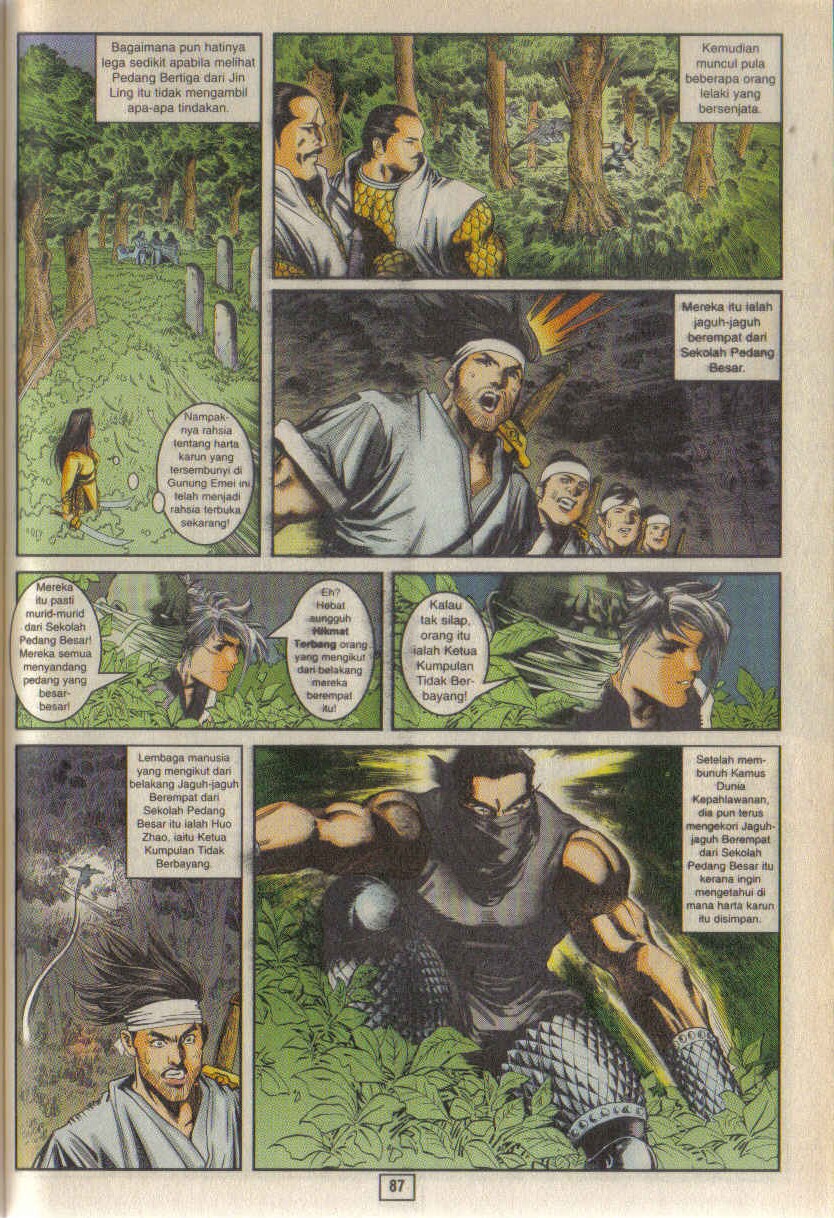 Bagaimana pun hatinya
lega sedikit apabila melihat
Pedang Bertiga dari Jin
Ling itu tidak mengambil
apa-apa tindakan.
Nampak-
nya rahsia
tentang harta
karun yang
tersembunyi di
Gunung Emei ini
telah menjadi
rahsia terbuka
sekarang!
Kemudian
muncul pula
beberapa orang
lelaki yang
bersenjata.
Mereka itu ialah
jaguh-jaguh
berempat dari
Sekolah Pedang
Besar.
Mereka
itu pasti
murid-murid
dari Sekolah
Pedang Besar!
Mereka semua
menyandang
pedang yang
besar-
besar!
Eh?
Hebat
sungguh
Hikmat
Terbang orang
yang mengikut
dari belakang
mereka
berempat
itu!
Kalau
tak silap,
orang itu
ialah Ketua
Kumpulan
Tidak Ber-
bayang!
Lembaga manusia
yang mengikut dari
belakang Jaguh-jaguh
Berempat dari
Sekolah Pedang
Besar itu ialah Huo
Zhao, iaitu Ketua
Kumpulan Tidak
Berbayang.
Setelah mem-
bunuh Kamus
Dunia
Kepahlawanan,
dia pun terus
mengekori Jaguh-
jaguh Berempat
dari Sekolah
Pedang Besar itu
kerana ingin
mengetahui di
mana harta karun
itu disimpan.
87